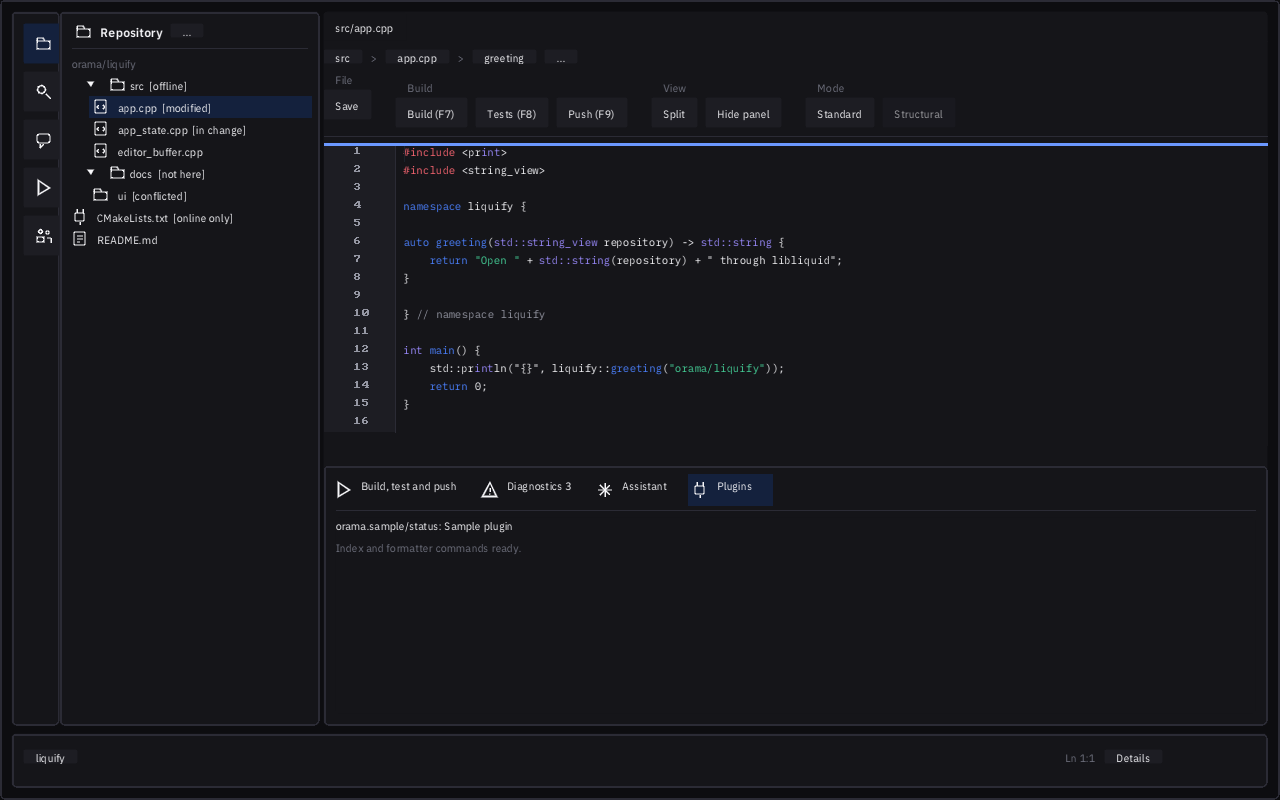 Repository ...
orama/liquify
src [offline]
app.cpp [modified]
app_state.cpp [in change]
editor_buffer.cpp
docs [not here]
ui [conflicted]
CMakeLists.txt [online only]
README.md
src/app.cpp
src > app.cpp > greeting ...
File Build View Mode
Save Build (F7) Tests (F8) Push (F9) Split Hide panel Standard Structural
1 #include <print>
2 #include <string_view>
3
4 namespace liquify {
5
6 auto greeting(std::string_view repository) -> std::string {
7 return "Open " + std::string(repository) + " through libliquid";
8 }
9
10 } // namespace liquify
11
12 int main() {
13 std::println("{}", liquify::greeting("orama/liquify"));
14 return 0;
15 }
16
Build, test and push Diagnostics 3 Assistant Plugins
orama.sample/status: Sample plugin
Index and formatter commands ready.
liquify Ln 1:1 Details